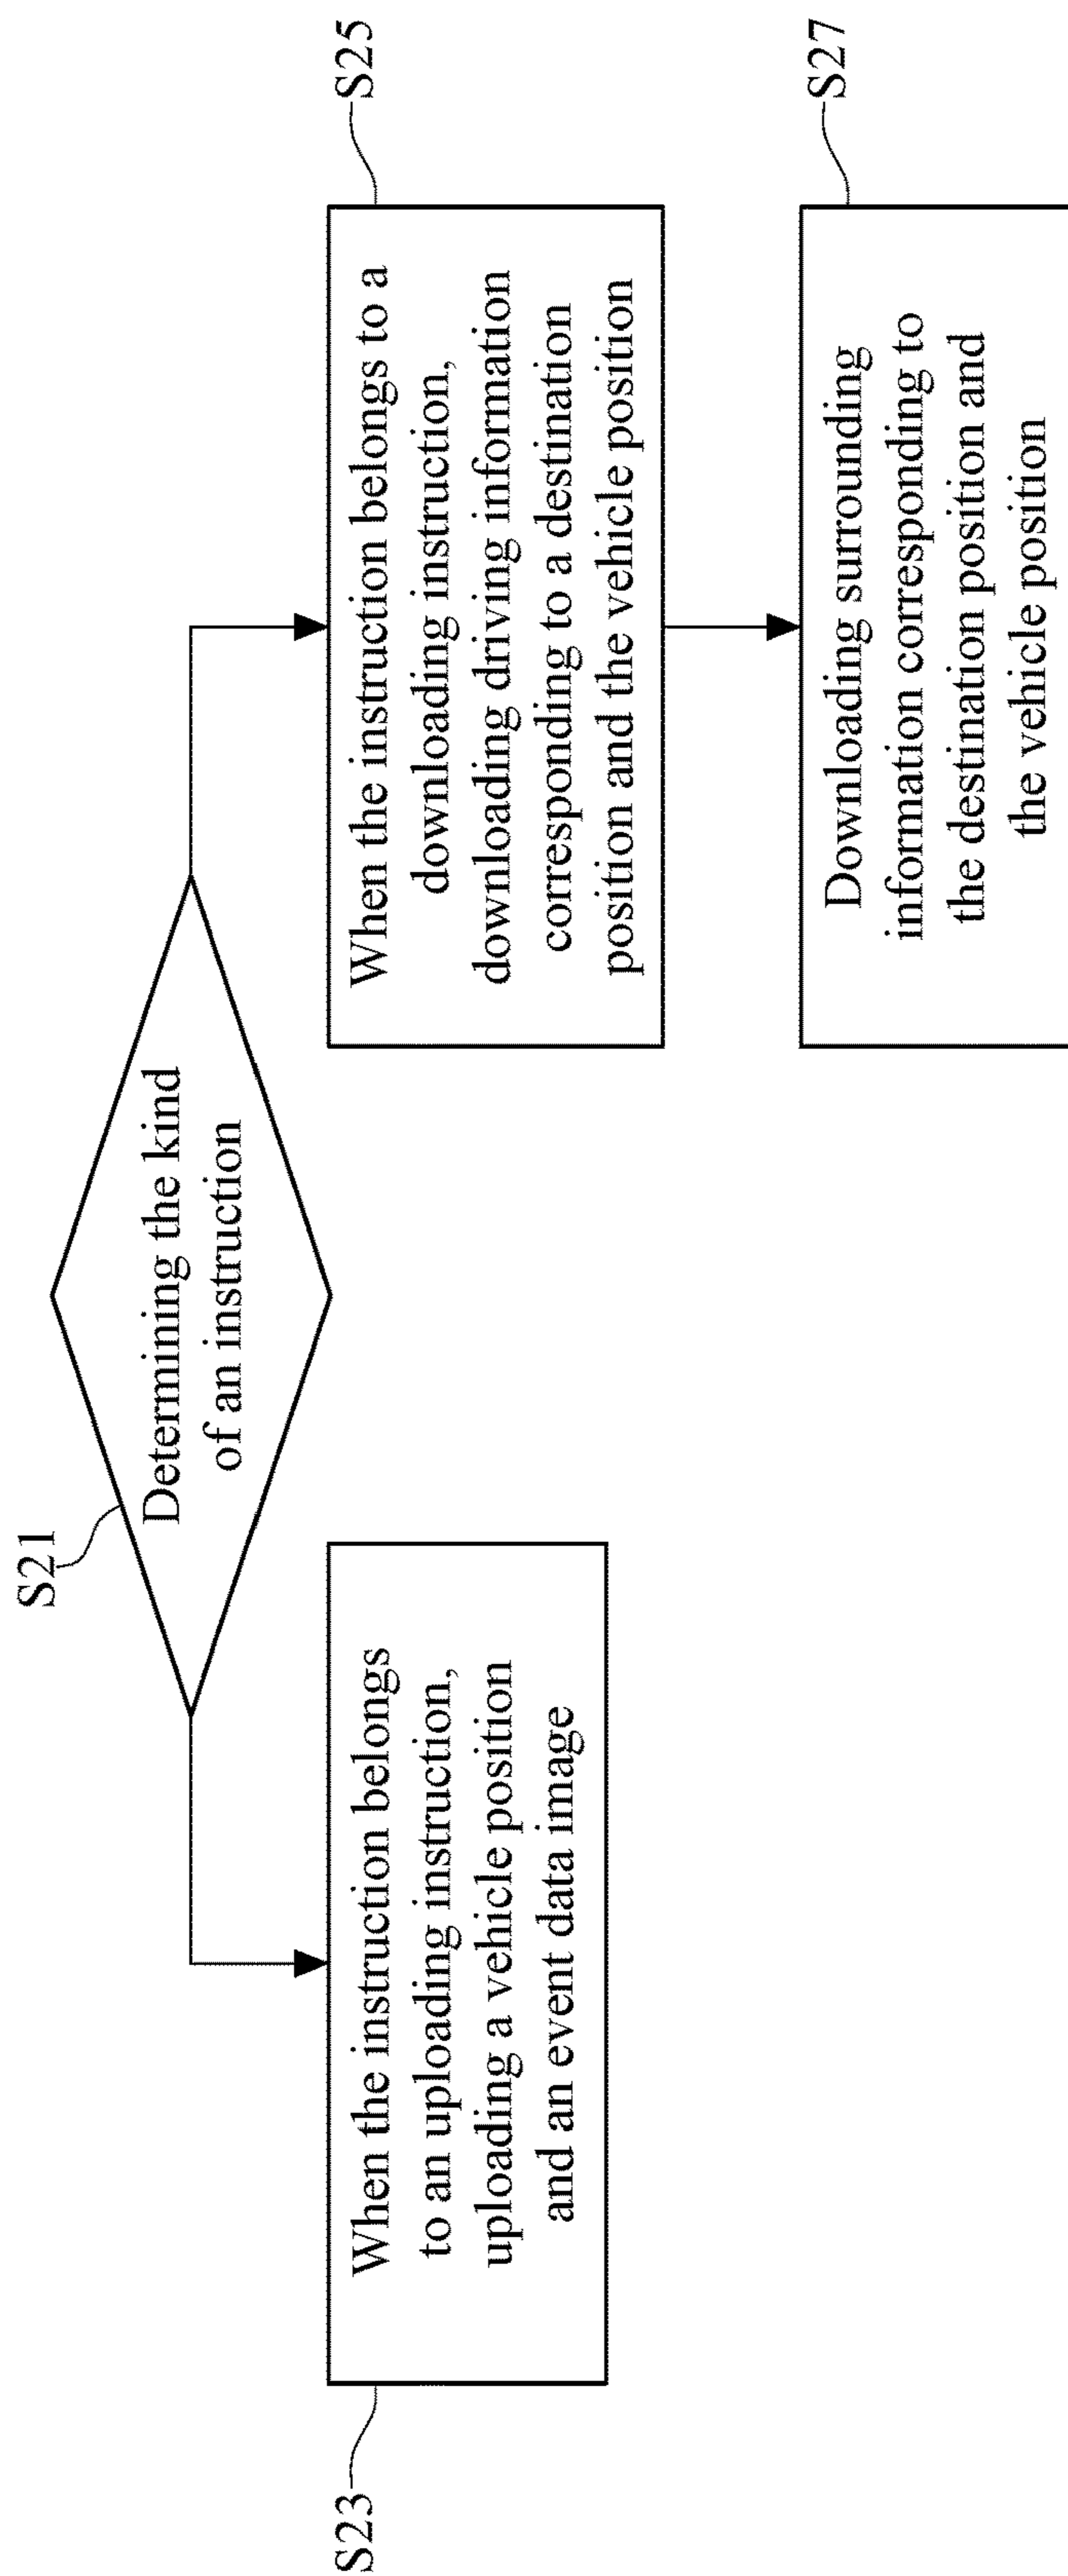 S21
Determining the kind
of an instruction
S23
When the instruction belongs
to an uploading instruction,
uploading a vehicle position
and an event data image
S25
When the instruction belongs to a
downloading instruction,
downloading driving information
corresponding to a destination
position and the vehicle position
S27
Downloading surrounding
information corresponding to
the destination position and
the vehicle position